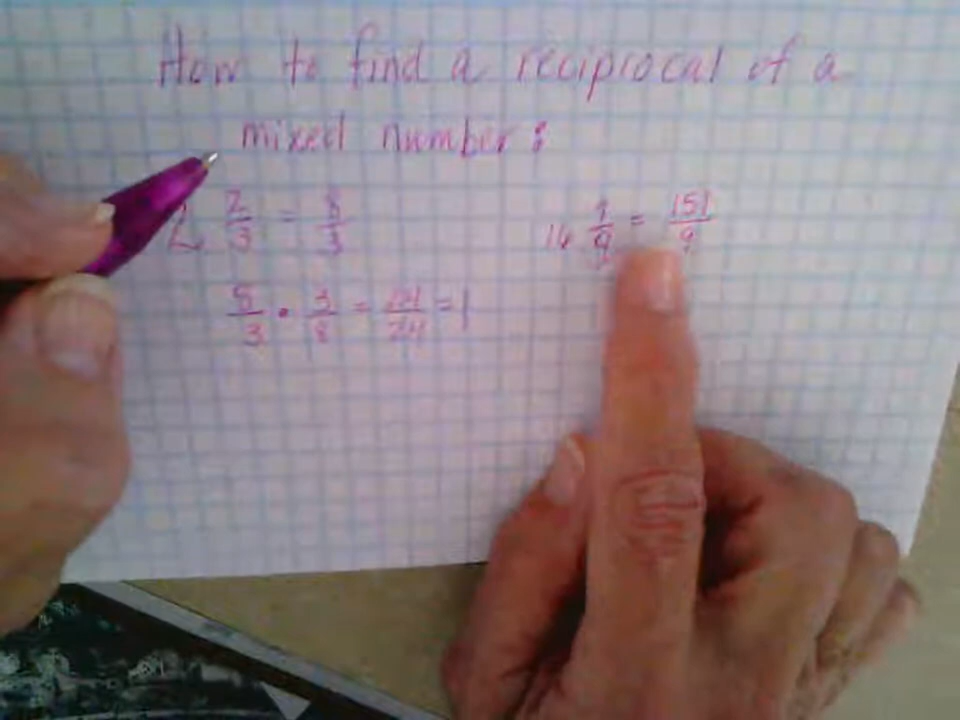 How to find a reciprocal of a
mixed number:
2 2/3 = 8/3
16 7/9 = 151/9
8/3 • 3/8 = 24/24 = 1